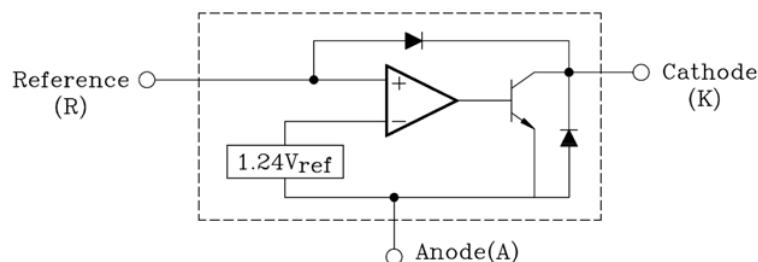 Reference
(R)
+
−
1.24Vref
Cathode
(K)
Anode(A)